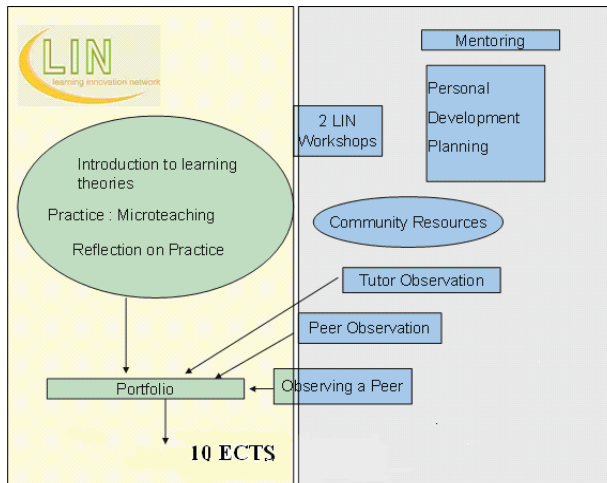 LIN
learning innovation network
Introduction to learning
theories
Practice : Microteaching
Reflection on Practice
Portfolio
10 ECTS
Mentoring
Personal
Development
Planning
2 LIN
Workshops
Community Resources
Tutor Observation
Peer Observation
Observing a Peer